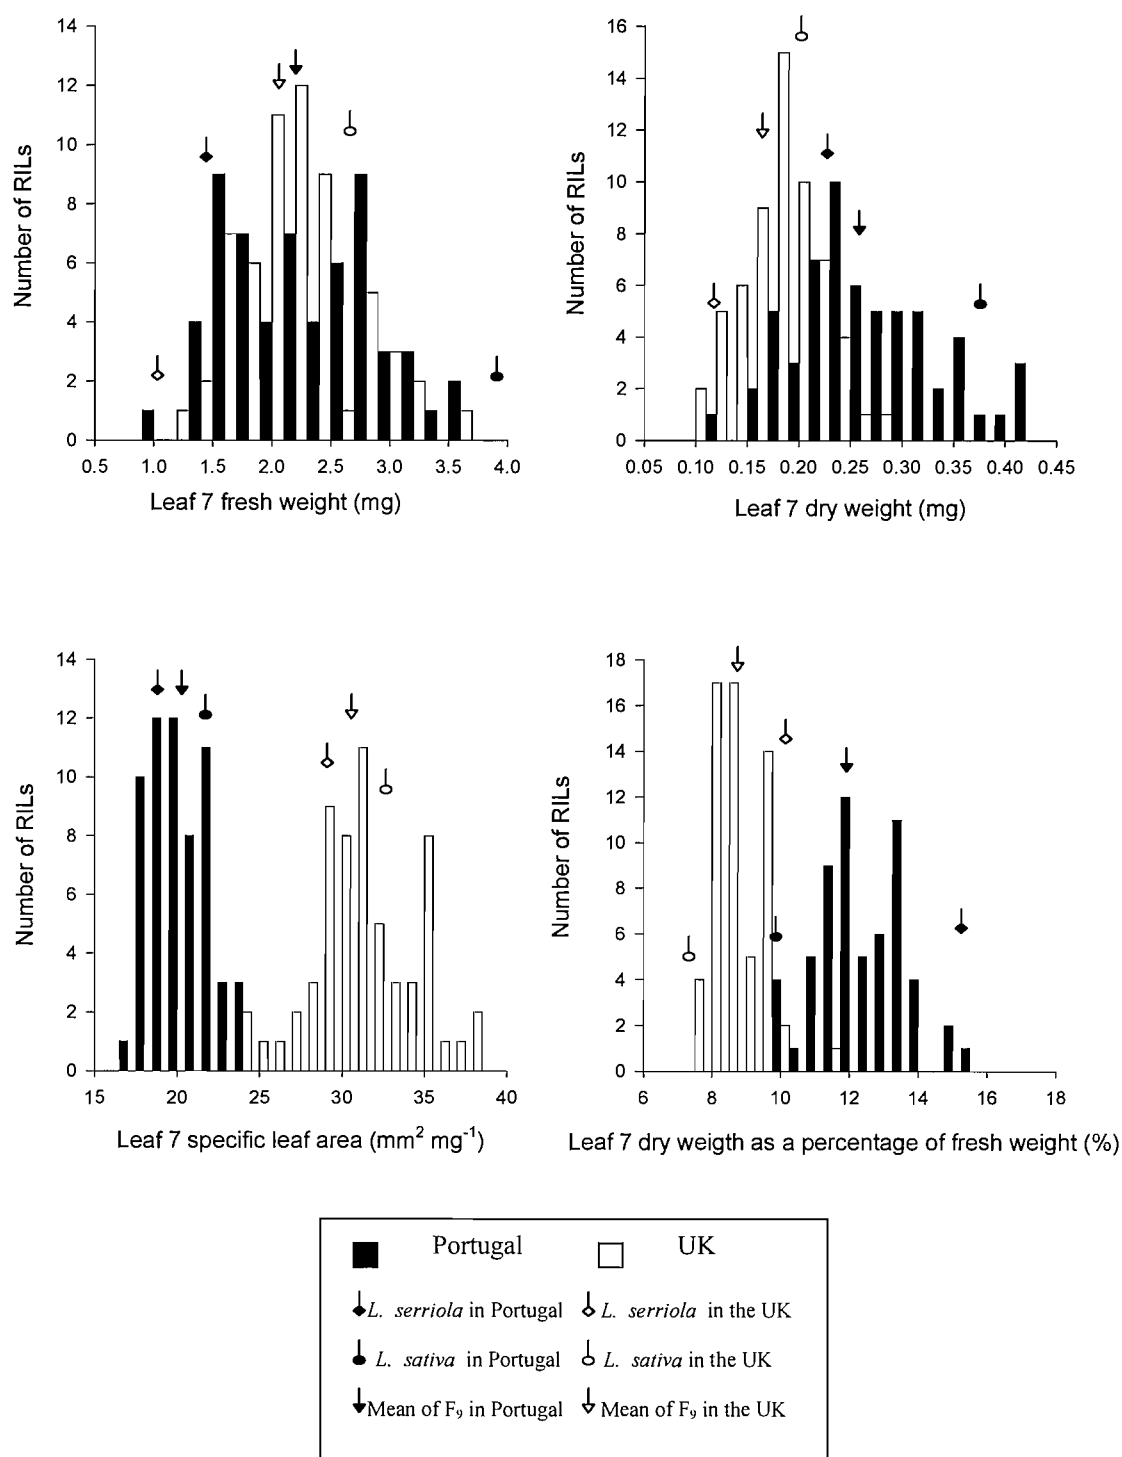 14
12
10
8
6
4
2
0
Number of RILs
0.5 1.0 1.5 2.0 2.5 3.0 3.5 4.0
Leaf 7 fresh weight (mg)
16
14
12
10
8
6
4
2
0
Number of RILs
0.05 0.10 0.15 0.20 0.25 0.30 0.35 0.40 0.45
Leaf 7 dry weight (mg)
14
12
10
8
6
4
2
0
Number of RILs
15 20 25 30 35 40
Leaf 7 specific leaf area (mm² mg⁻¹)
18
16
14
12
10
8
6
4
2
0
Number of RILs
6 8 10 12 14 16 18
Leaf 7 dry weigth as a percentage of fresh weight (%)
Portugal UK
L. serriola in Portugal L. serriola in the UK
L. sativa in Portugal L. sativa in the UK
Mean of F₉ in Portugal Mean of F₉ in the UK